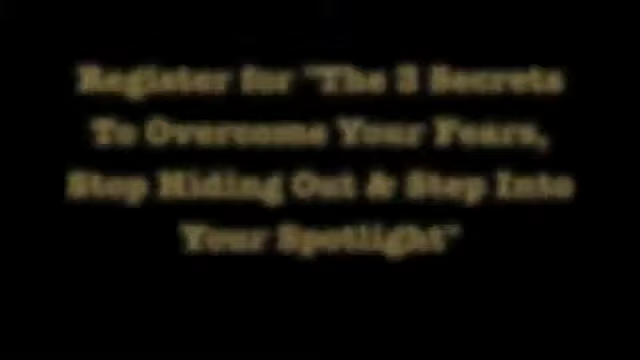 Register for "The 3 Secrets
To Overcome Your Fears,
Stop Hiding Out & Step Into
Your Spotlight"